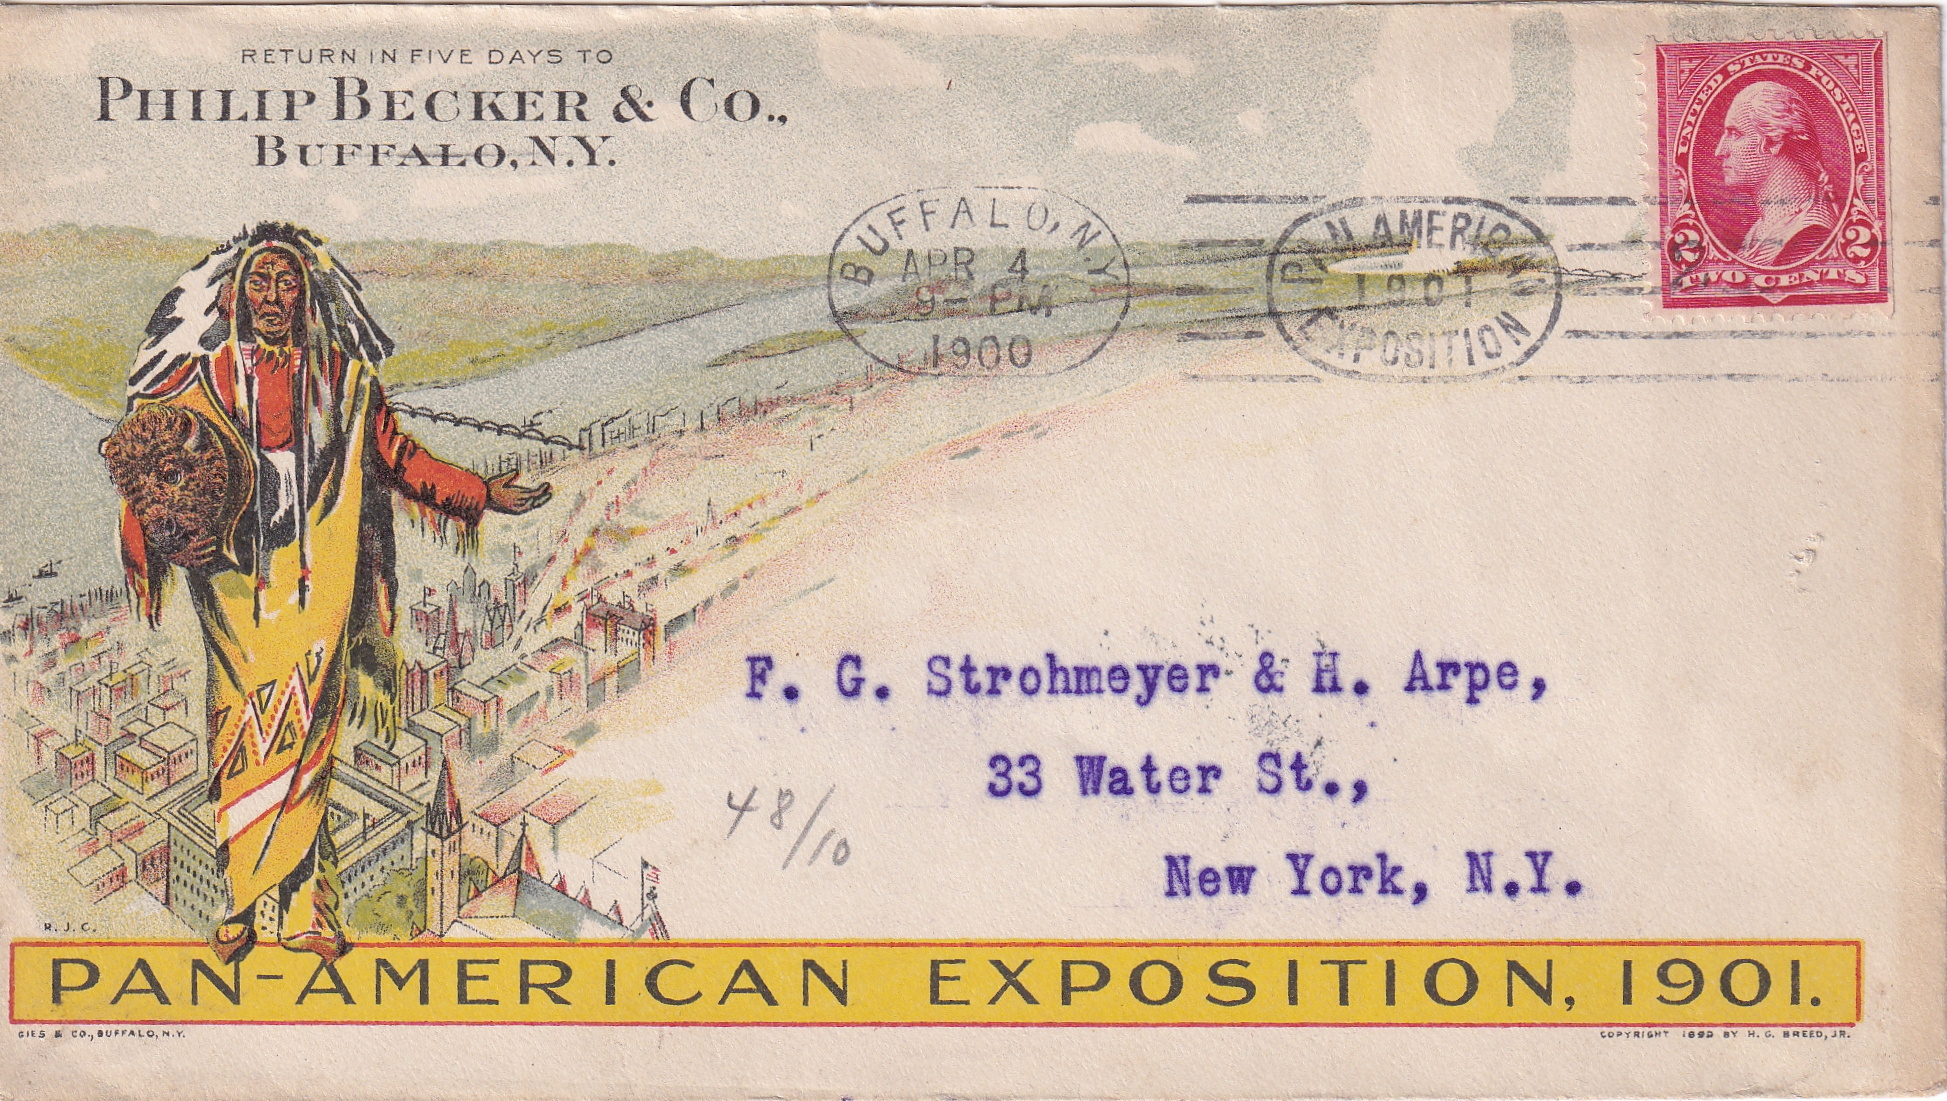 RETURN IN FIVE DAYS TO
PHILIP BECKER & CO.,
BUFFALO, N.Y.
BUFFALO, N.Y.
APR 4
9- PM
1900
PAN AMERICAN
1901
EXPOSITION
UNITED STATES POSTAGE
2 2
TWO CENTS
F. G. Strohmeyer & H. Arpe,
33 Water St.,
New York, N.Y.
48/10
R. J. C.
PAN-AMERICAN EXPOSITION, 1901.
GIES & CO., BUFFALO, N.Y.
COPYRIGHT 1899 BY H. G. BREED, JR.